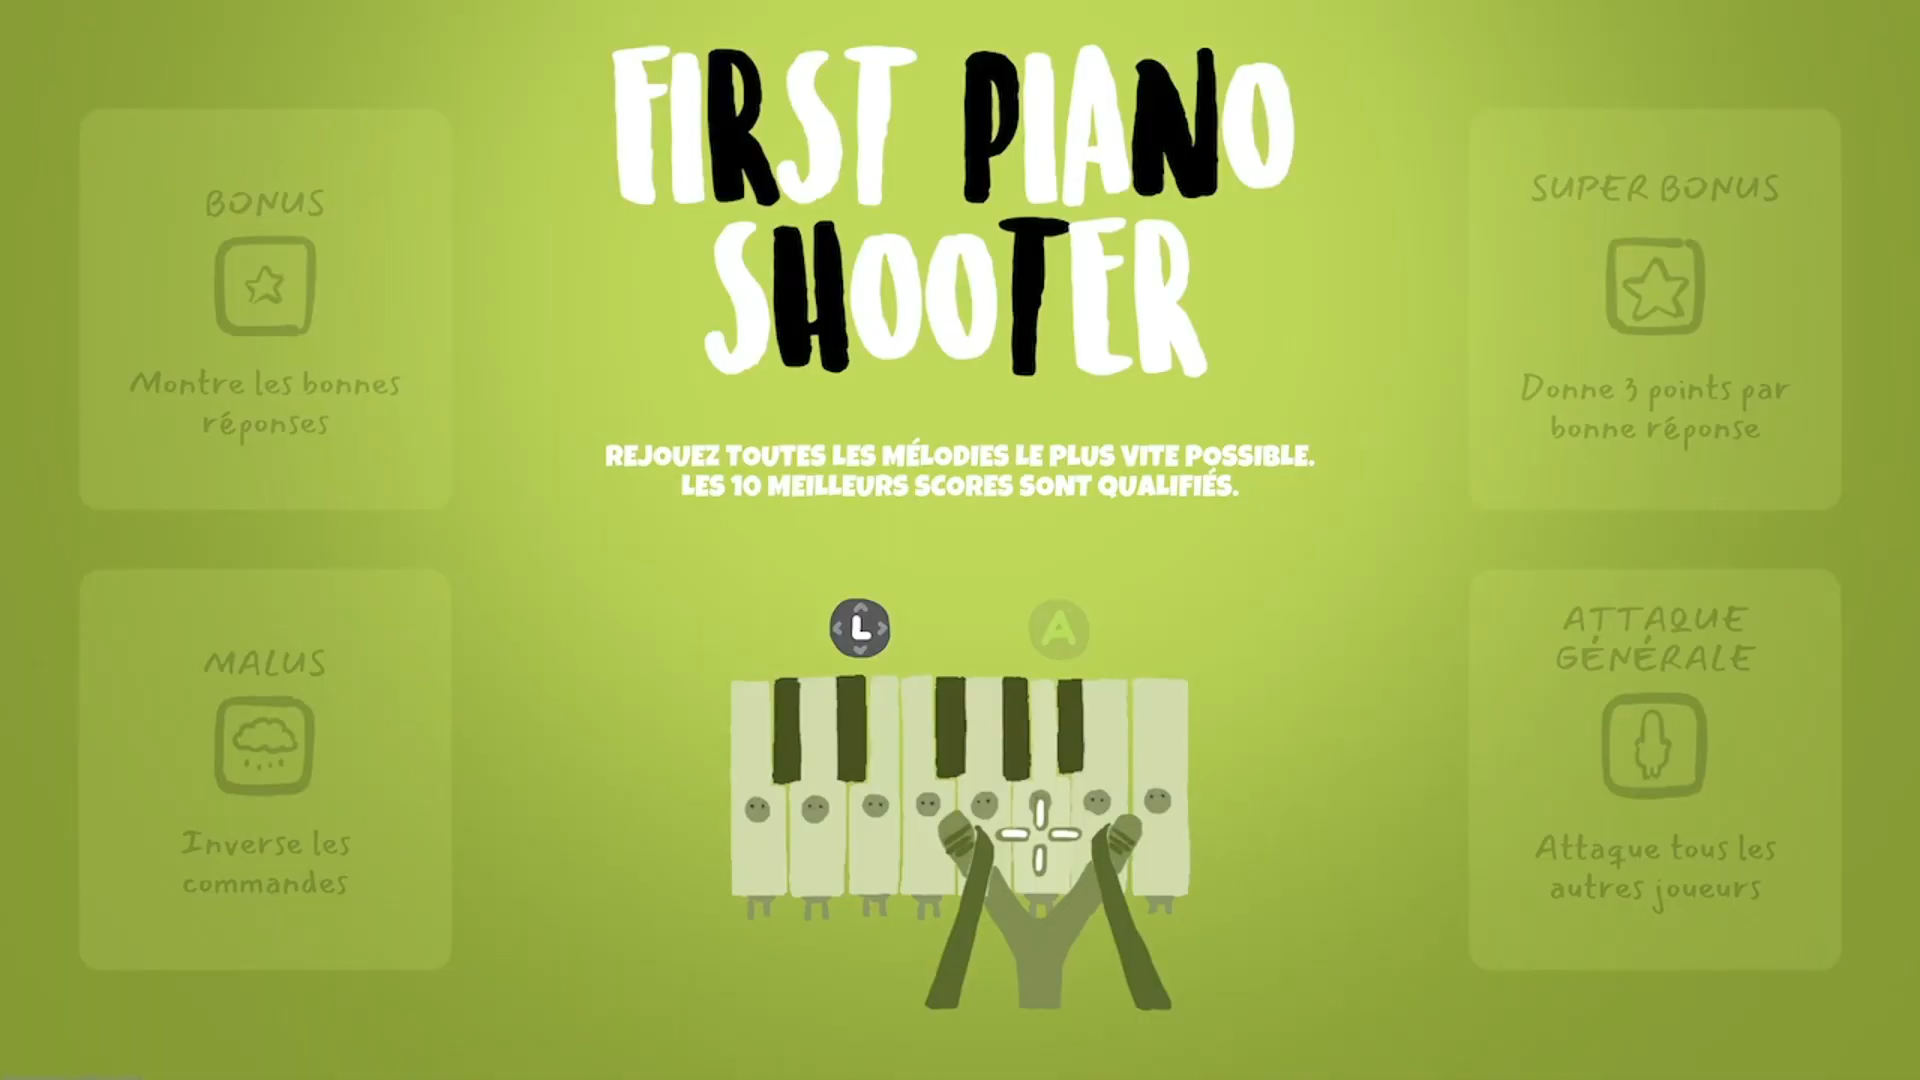 FIRST PIANO
SHOOTER
REJOUEZ TOUTES LES MÉLODIES LE PLUS VITE POSSIBLE.
LES 10 MEILLEURS SCORES SONT QUALIFIÉS.
BONUS
Montre les bonnes
réponses
MALUS
Inverse les
commandes
SUPER BONUS
Donne 3 points par
bonne réponse
ATTAQUE
GÉNÉRALE
Attaque tous les
autres joueurs
L
A